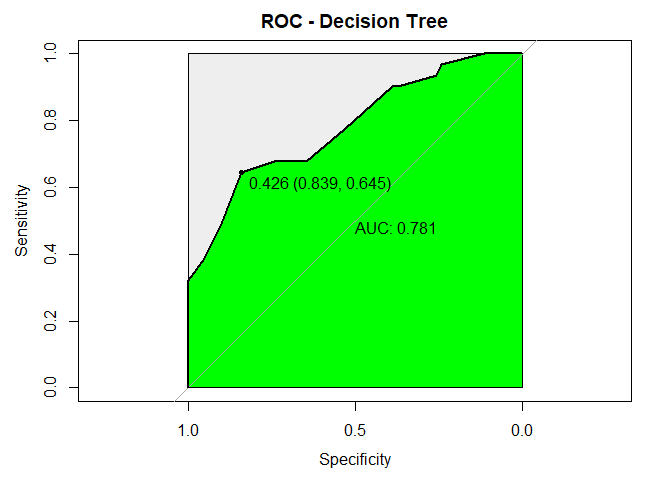 ROC - Decision Tree
1.0
0.8
0.6
0.4
0.2
0.0
Sensitivity
0.426 (0.839, 0.645)
AUC: 0.781
1.0 0.5 0.0
Specificity